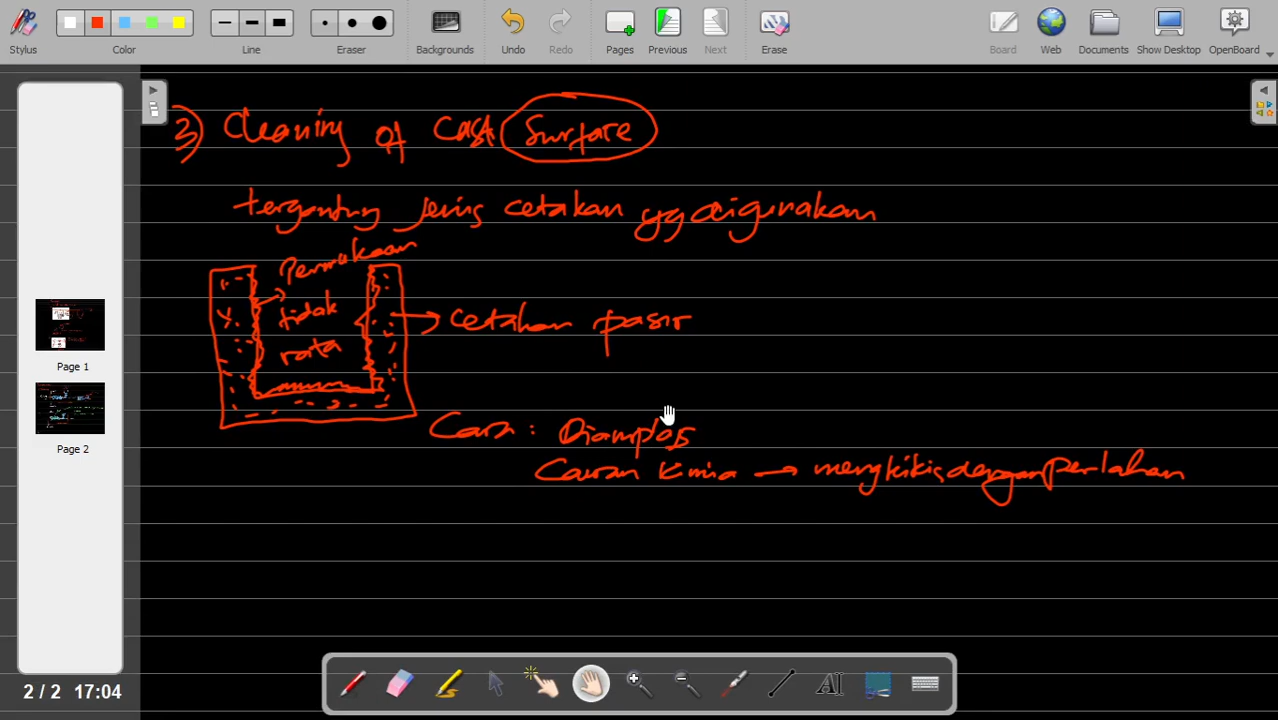 Stylus
Color
Line
Eraser
Backgrounds
Undo
Redo
Pages
Previous
Next
Erase
Board
Web
Documents
Show Desktop
OpenBoard
3) Cleaning of Cast Surface
tergantung jenis cetakan yg digunakan
Permukaan
tidak
rata
cetakan pasir
Cara : Diamplas
Cairan kimia → mengkikis dengan perlahan
Page 1
Page 2
2 / 2 17:04